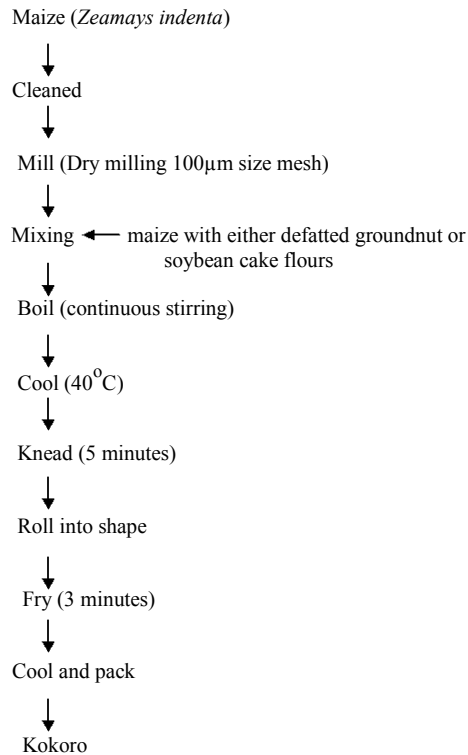 Maize (Zeamays indenta)
Cleaned
Mill (Dry milling 100µm size mesh)
Mixing maize with either defatted groundnut or
soybean cake flours
Boil (continuous stirring)
Cool (40°C)
Knead (5 minutes)
Roll into shape
Fry (3 minutes)
Cool and pack
Kokoro